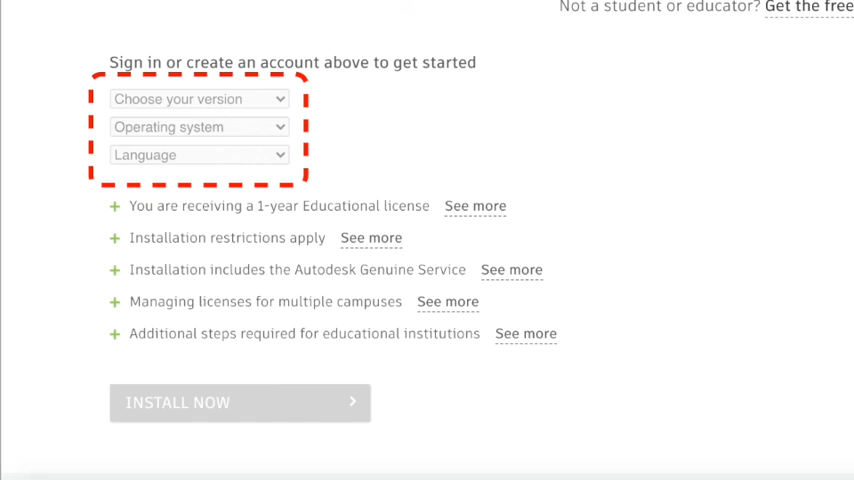 Not a student or educator? Get the free
Sign in or create an account above to get started
Choose your version
Operating system
Language
+ You are receiving a 1-year Educational license See more
+ Installation restrictions apply See more
+ Installation includes the Autodesk Genuine Service See more
+ Managing licenses for multiple campuses See more
+ Additional steps required for educational institutions See more
INSTALL NOW